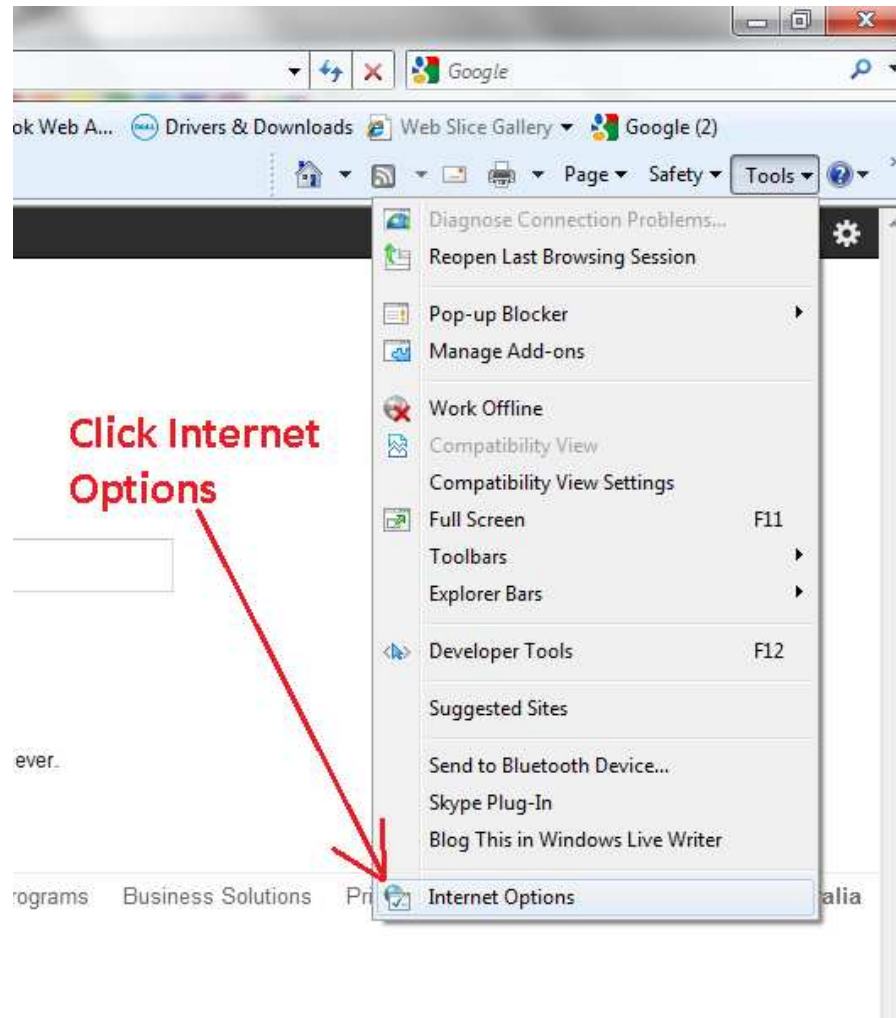 Google
ok Web A... Drivers & Downloads Web Slice Gallery Google (2)
Page Safety Tools
Diagnose Connection Problems...
Reopen Last Browsing Session
Pop-up Blocker
Manage Add-ons
Work Offline
Click Internet
Options
Compatibility View
Compatibility View Settings
Full Screen F11
Toolbars
Explorer Bars
Developer Tools F12
Suggested Sites
ever.
Send to Bluetooth Device...
Skype Plug-In
Blog This in Windows Live Writer
rograms Business Solutions Pri
Internet Options
alia